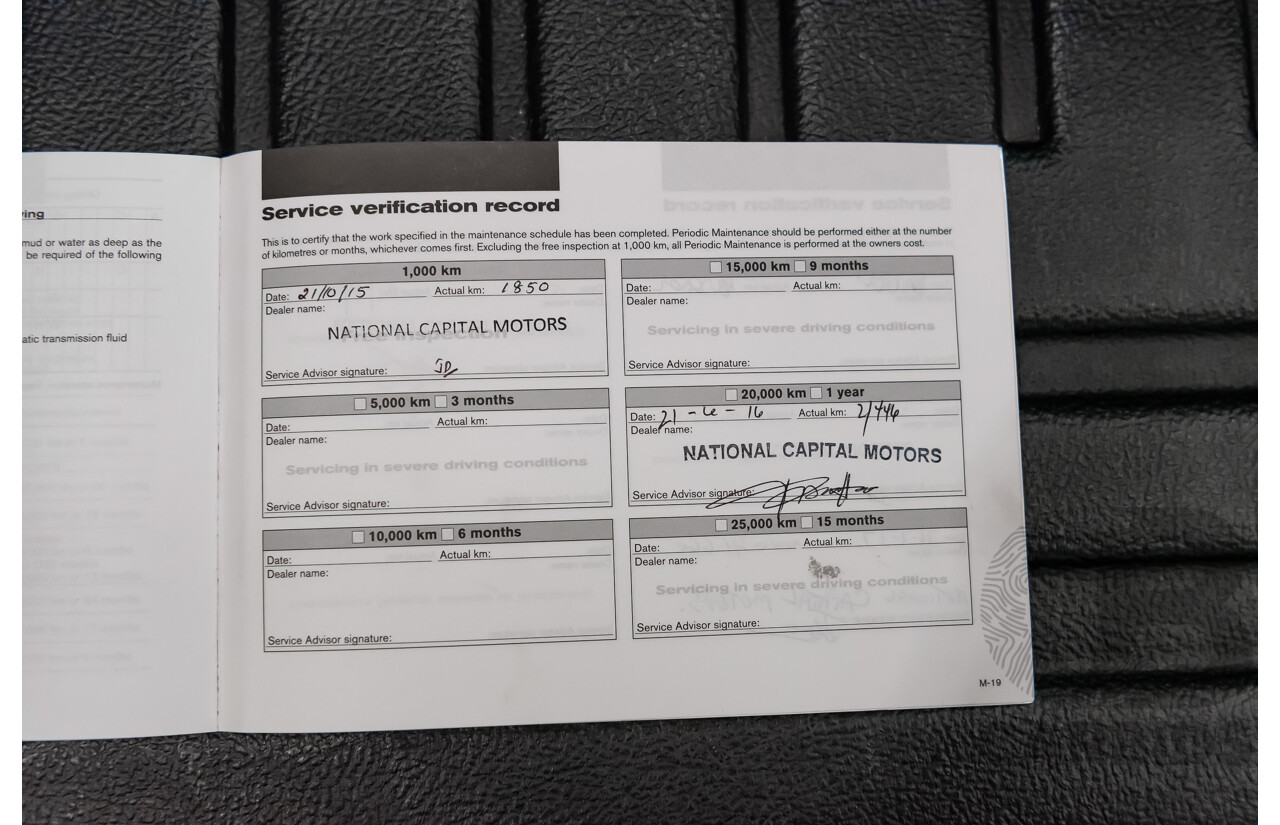 ving
mud or water as deep as the
be required of the following
atic transmission fluid
Service verification record
This is to certify that the work specified in the maintenance schedule has been completed. Periodic Maintenance should be performed either at the number
of kilometres or months, whichever comes first. Excluding the free inspection at 1,000 km, all Periodic Maintenance is performed at the owners cost.
1,000 km
Date: 21/10/15 Actual km: 1850
Dealer name:
NATIONAL CAPITAL MOTORS
Free inspection
Service Advisor signature:
5,000 km 3 months
Date: Actual km:
Dealer name:
Servicing in severe driving conditions
Service Advisor signature:
10,000 km 6 months
Date: Actual km:
Dealer name:
Service Advisor signature:
15,000 km 9 months
Date: Actual km:
Dealer name:
Servicing in severe driving conditions
Service Advisor signature:
20,000 km 1 year
Date: 21 - 6 - 16 Actual km: 21446
Dealer name:
NATIONAL CAPITAL MOTORS
Service Advisor signature:
25,000 km 15 months
Date: Actual km:
Dealer name:
Servicing in severe driving conditions
Service Advisor signature:
M-19